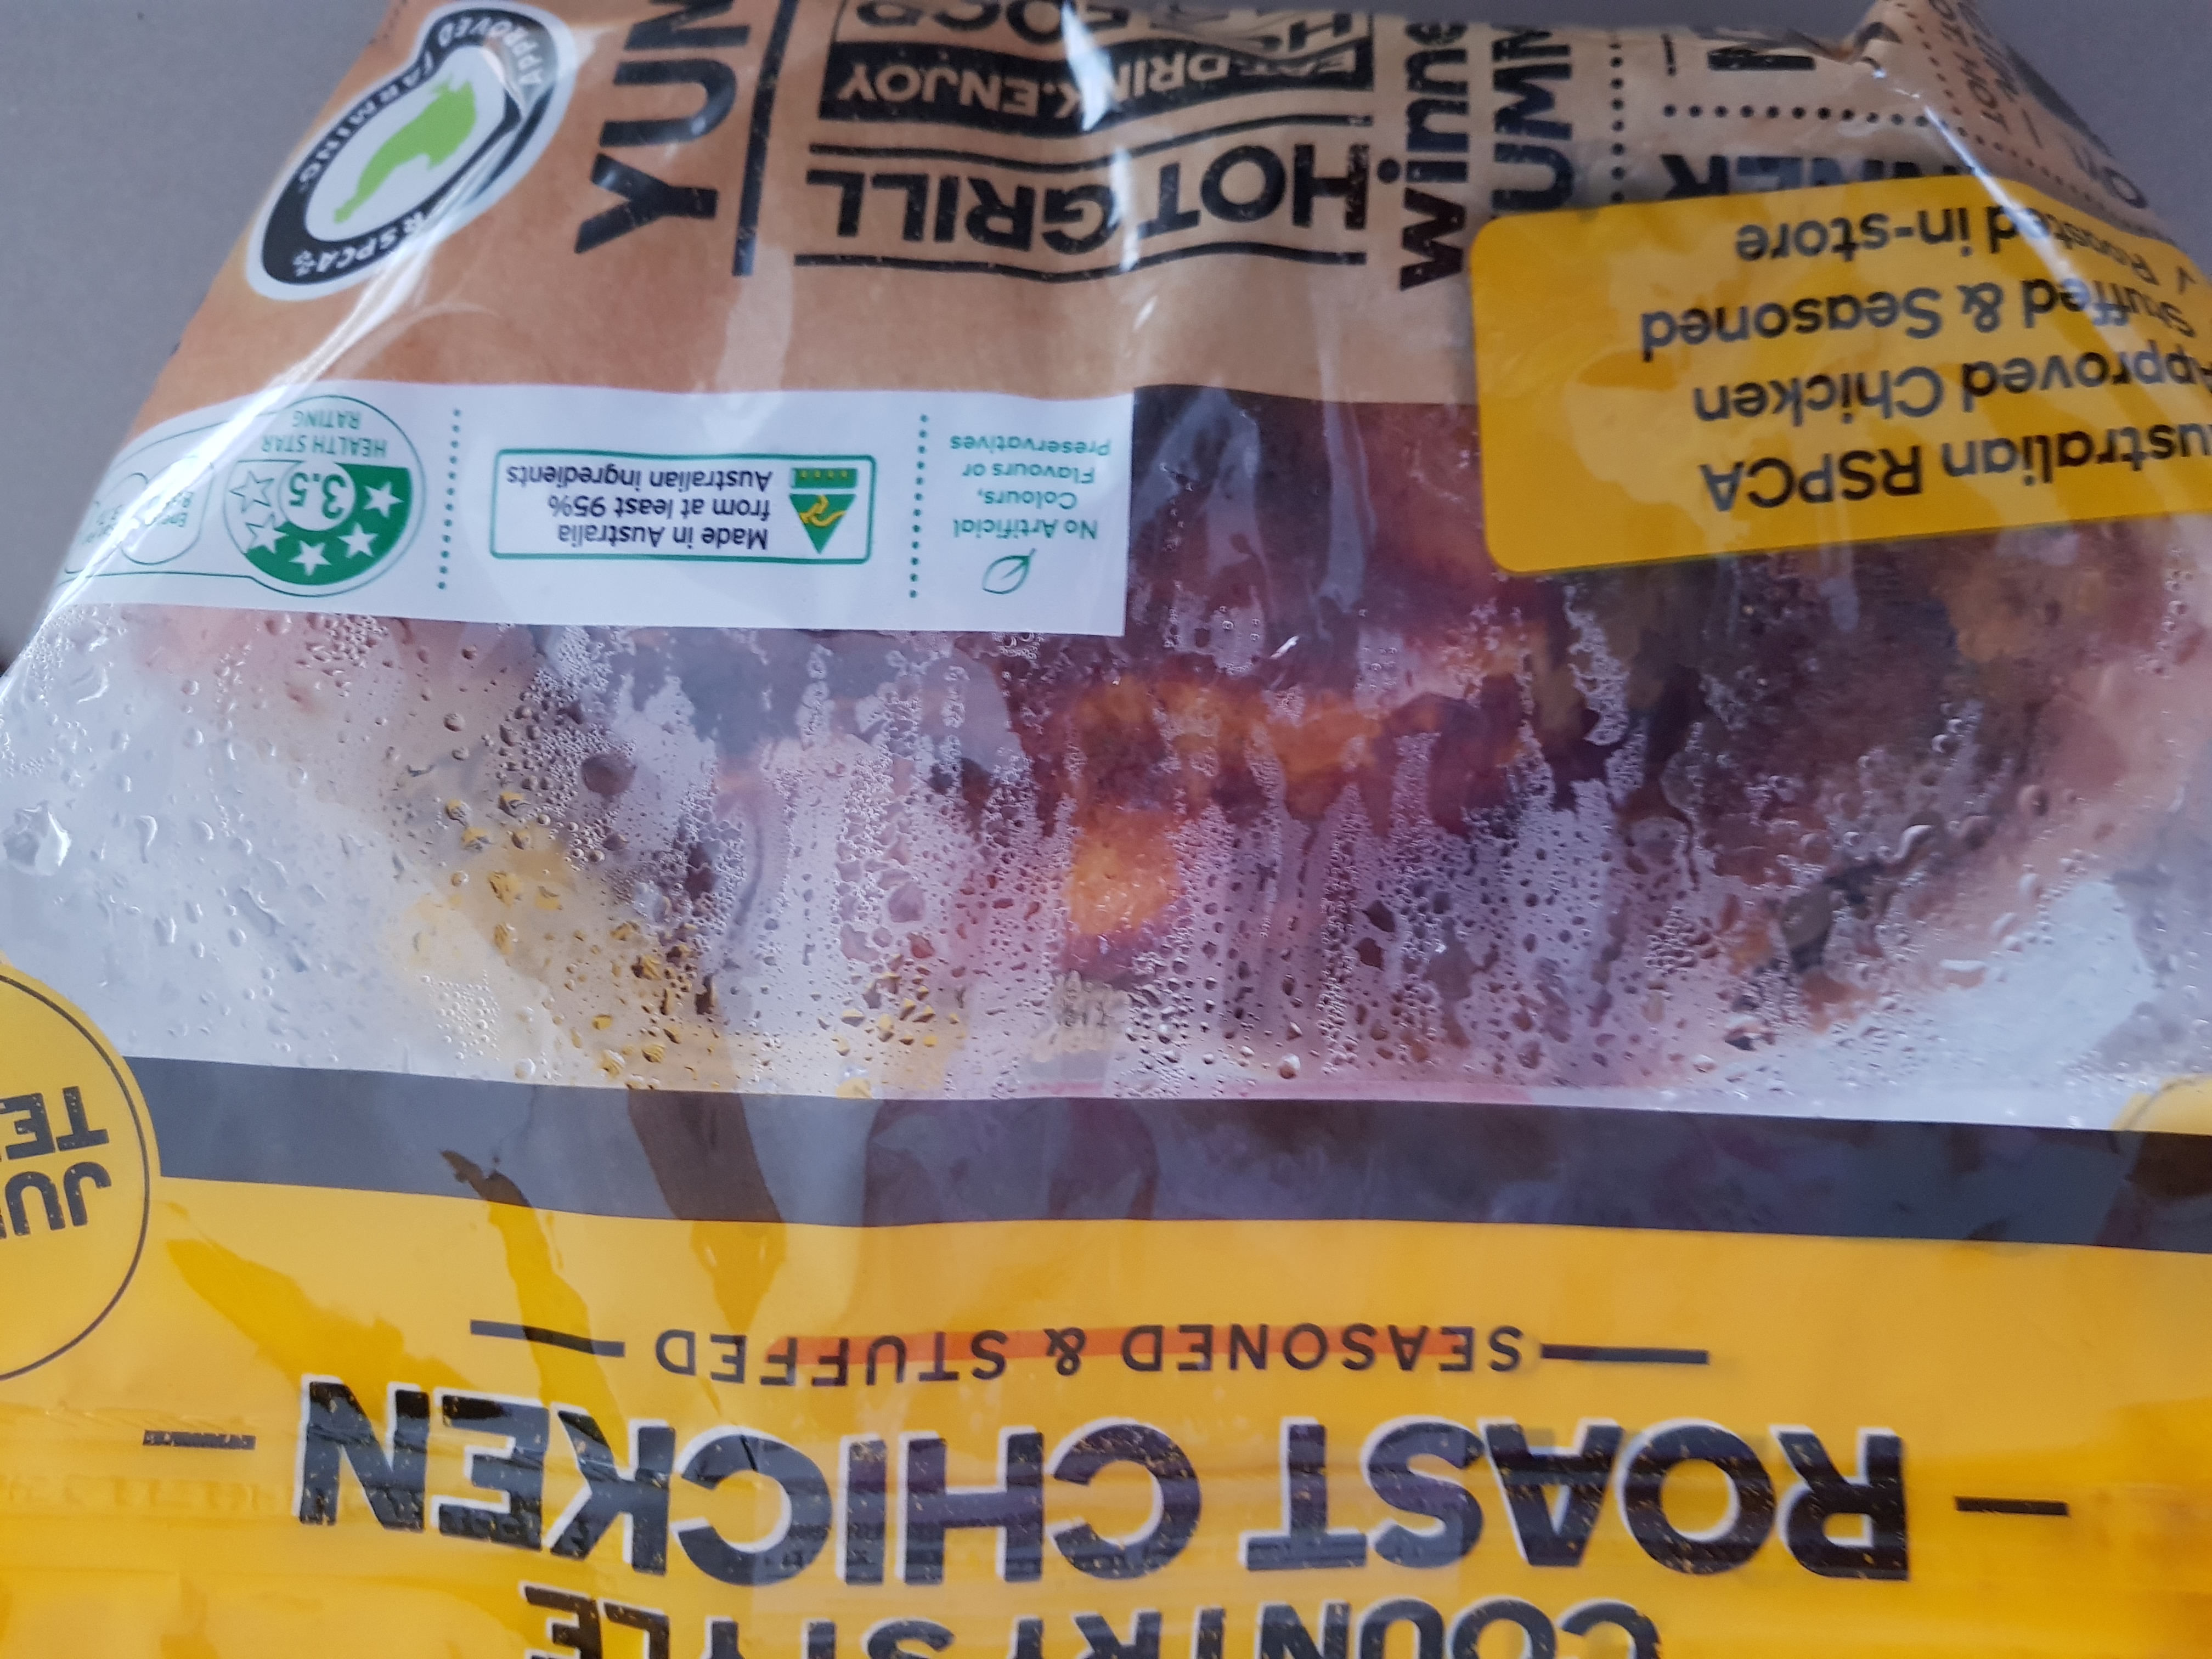 COUNTRY STYLE
ROAST CHICKEN
SEASONED & STUFFED
Approved Chicken
Stuffed & Seasoned
√ Roasted in-store
RSPCA
No Artificial
Colours,
Flavours or
Preservatives
Made in Australia
from at least 95%
Australian ingredients
3.5
HEALTH STAR
RATING
HOT GRILL
EAT.DRINK.ENJOY
RSPCA
APPROVED FARMING